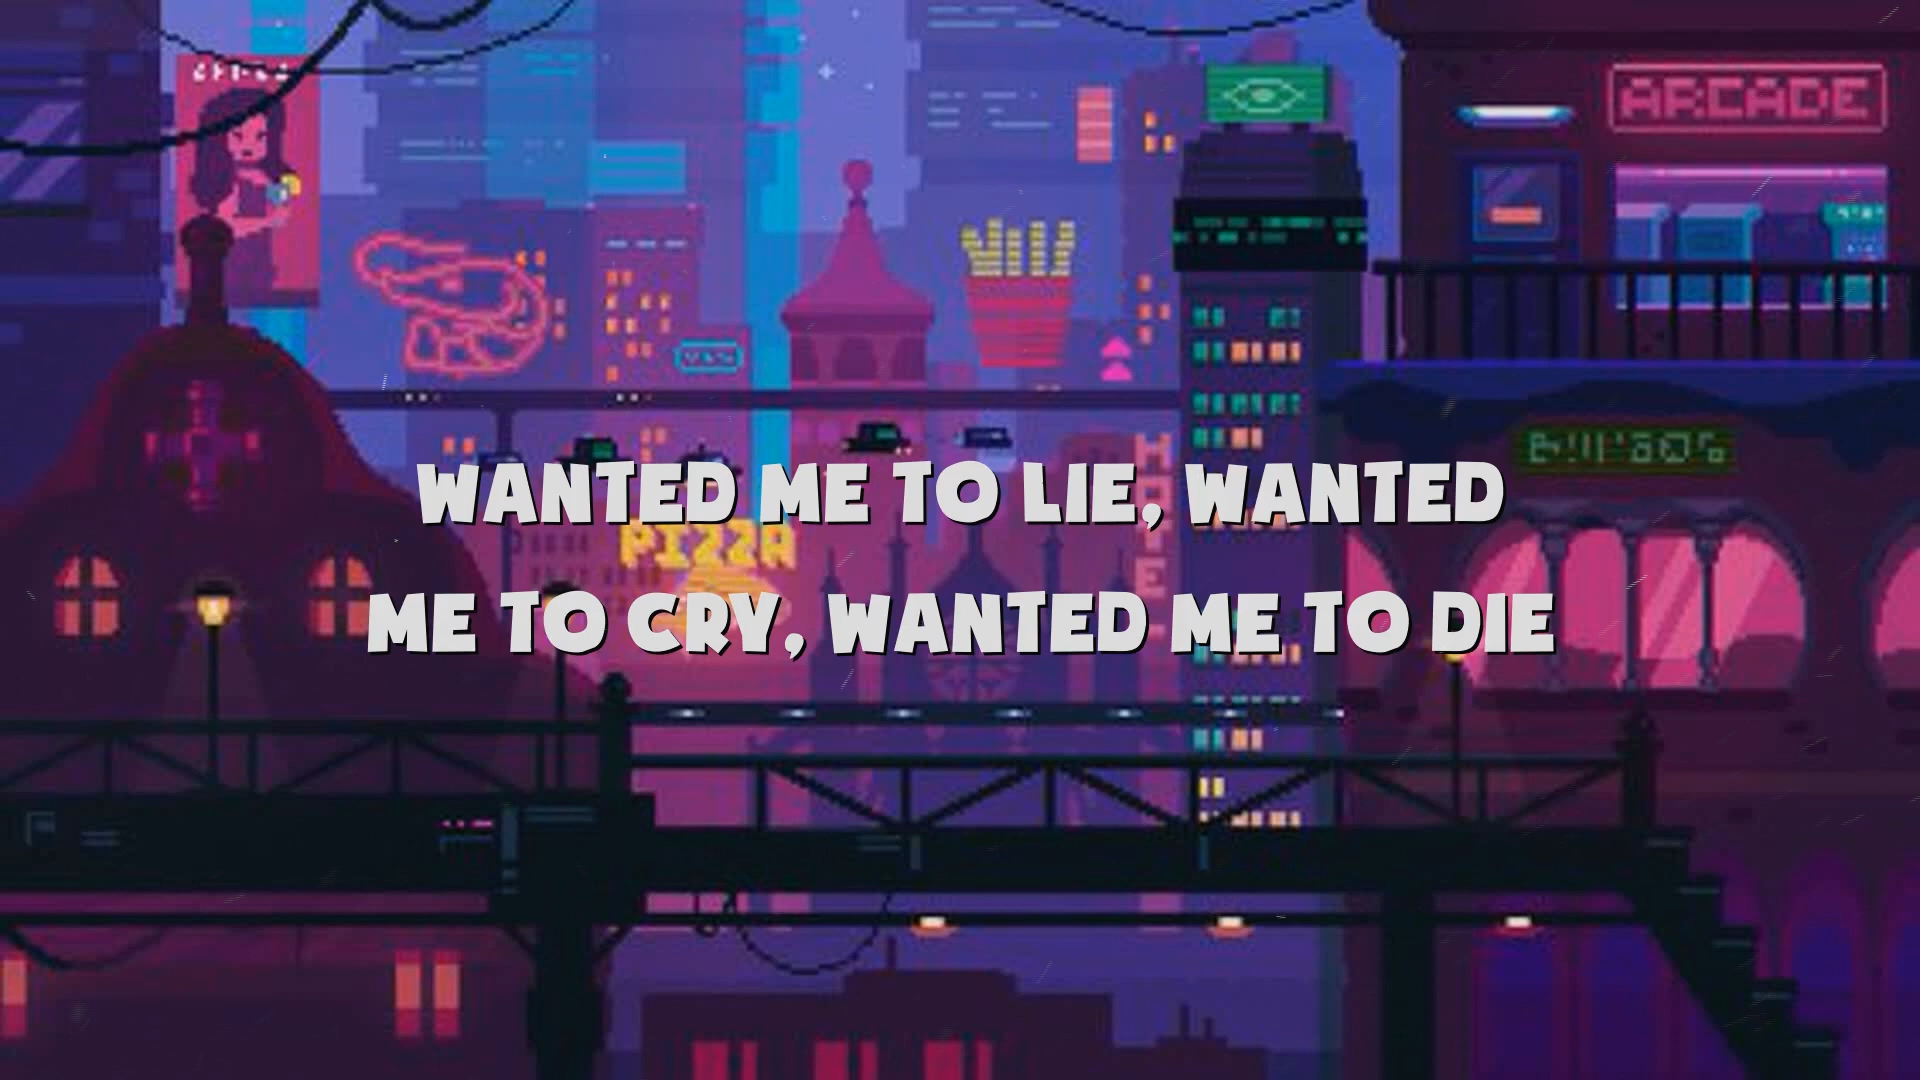 ARCADE
WANTED ME TO LIE, WANTED
PIZZA
ME TO CRY, WANTED ME TO DIE